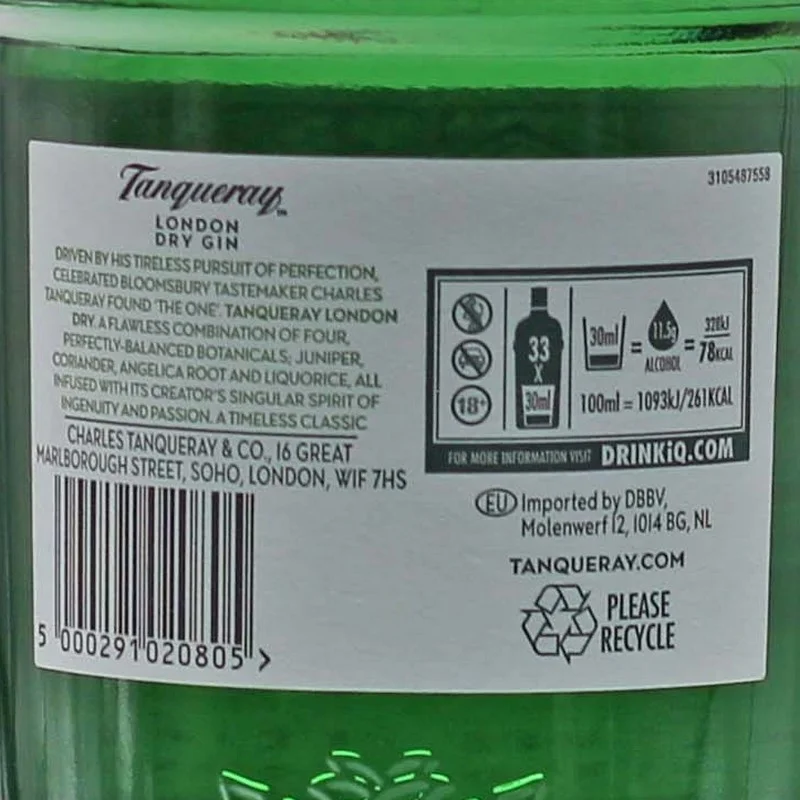 Tanqueray™
LONDON
DRY GIN
DRIVEN BY HIS TIRELESS PURSUIT OF PERFECTION,
CELEBRATED BLOOMSBURY TASTEMAKER CHARLES
TANQUERAY FOUND 'THE ONE'. TANQUERAY LONDON
DRY. A FLAWLESS COMBINATION OF FOUR,
PERFECTLY-BALANCED BOTANICALS; JUNIPER,
CORIANDER, ANGELICA ROOT AND LIQUORICE, ALL
INFUSED WITH ITS CREATOR'S SINGULAR SPIRIT OF
INGENUITY AND PASSION. A TIMELESS CLASSIC
CHARLES TANQUERAY & CO., 16 GREAT
MARLBOROUGH STREET, SOHO, LONDON, W1F 7HS
5 000291 020805 >
3105487558
18+
33
X
30ml
30ml = 11.5g ALCOHOL = 328kJ
78KCAL
100ml = 1093kJ/261KCAL
FOR MORE INFORMATION VISIT DRINKiQ.COM
EU Imported by DBBV,
Molenwerf 12, 1014 BG, NL
TANQUERAY.COM
PLEASE
RECYCLE